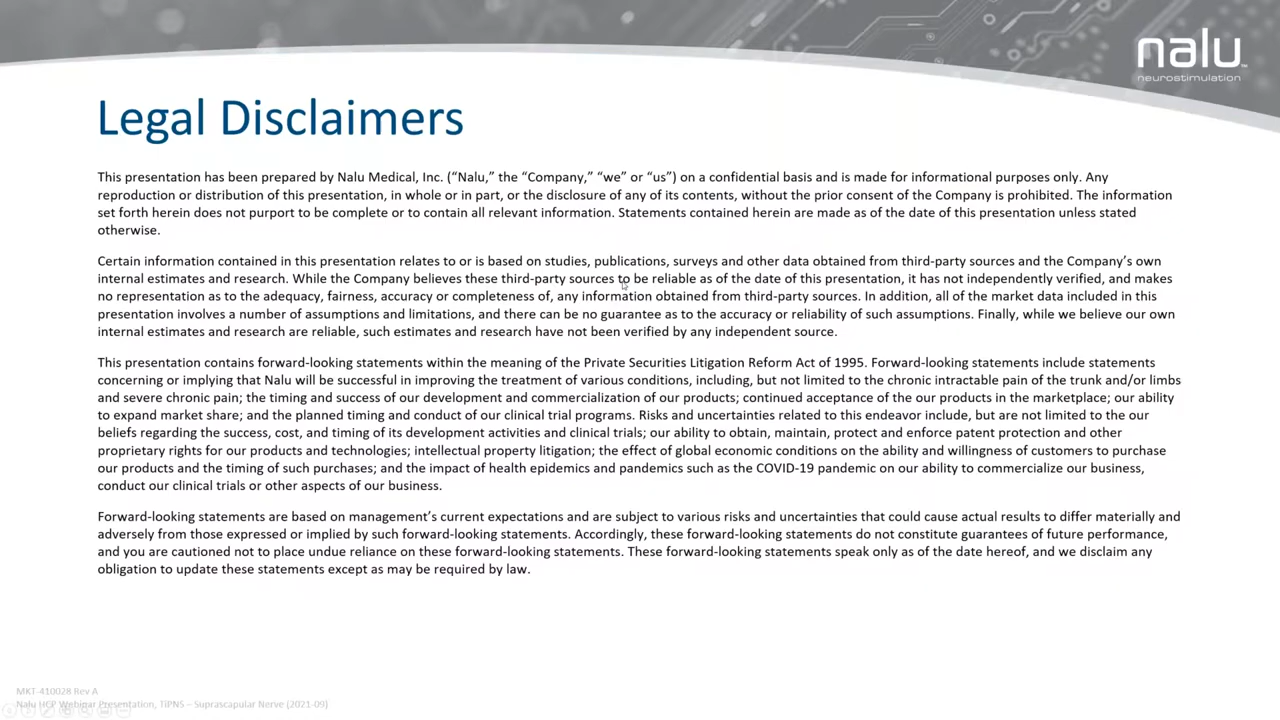 nalu
neurostimulation
Legal Disclaimers
This presentation has been prepared by Nalu Medical, Inc. (“Nalu,” the “Company,” “we” or “us”) on a confidential basis and is made for informational purposes only. Any
reproduction or distribution of this presentation, in whole or in part, or the disclosure of any of its contents, without the prior consent of the Company is prohibited. The information
set forth herein does not purport to be complete or to contain all relevant information. Statements contained herein are made as of the date of this presentation unless stated
otherwise.
Certain information contained in this presentation relates to or is based on studies, publications, surveys and other data obtained from third-party sources and the Company’s own
internal estimates and research. While the Company believes these third-party sources to be reliable as of the date of this presentation, it has not independently verified, and makes
no representation as to the adequacy, fairness, accuracy or completeness of, any information obtained from third-party sources. In addition, all of the market data included in this
presentation involves a number of assumptions and limitations, and there can be no guarantee as to the accuracy or reliability of such assumptions. Finally, while we believe our own
internal estimates and research are reliable, such estimates and research have not been verified by any independent source.
This presentation contains forward-looking statements within the meaning of the Private Securities Litigation Reform Act of 1995. Forward-looking statements include statements
concerning or implying that Nalu will be successful in improving the treatment of various conditions, including, but not limited to the chronic intractable pain of the trunk and/or limbs
and severe chronic pain; the timing and success of our development and commercialization of our products; continued acceptance of the our products in the marketplace; our ability
to expand market share; and the planned timing and conduct of our clinical trial programs. Risks and uncertainties related to this endeavor include, but are not limited to the our
beliefs regarding the success, cost, and timing of its development activities and clinical trials; our ability to obtain, maintain, protect and enforce patent protection and other
proprietary rights for our products and technologies; intellectual property litigation; the effect of global economic conditions on the ability and willingness of customers to purchase
our products and the timing of such purchases; and the impact of health epidemics and pandemics such as the COVID-19 pandemic on our ability to commercialize our business,
conduct our clinical trials or other aspects of our business.
Forward-looking statements are based on management’s current expectations and are subject to various risks and uncertainties that could cause actual results to differ materially and
adversely from those expressed or implied by such forward-looking statements. Accordingly, these forward-looking statements do not constitute guarantees of future performance,
and you are cautioned not to place undue reliance on these forward-looking statements. These forward-looking statements speak only as of the date hereof, and we disclaim any
obligation to update these statements except as may be required by law.
MKT-410028 Rev A
Nalu HCP Webinar Presentation, TiPNS – Suprascapular Nerve (2021-09)